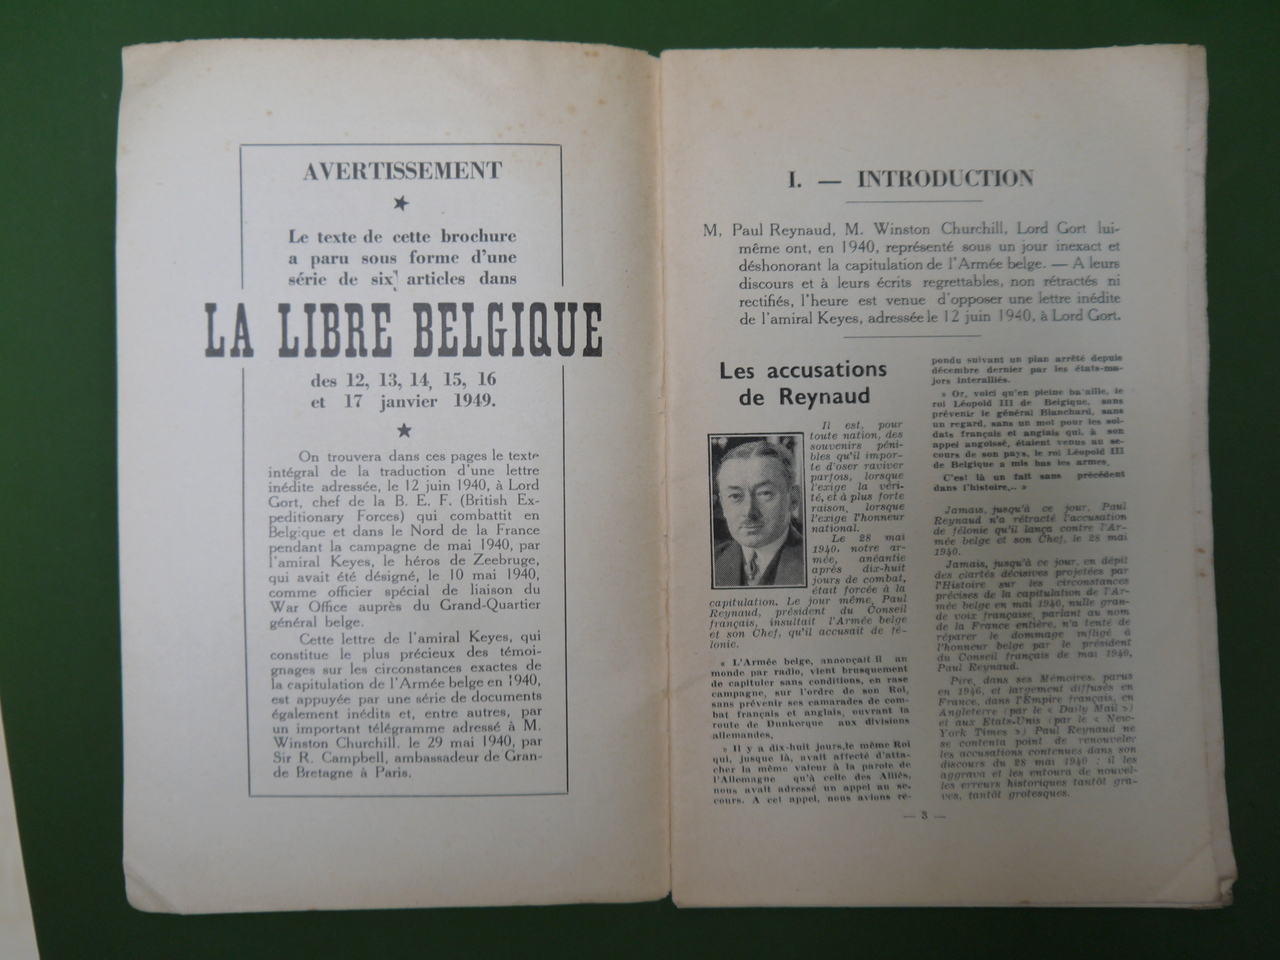 AVERTISSEMENT
Le texte de cette brochure
a paru sous forme d'une
série de six articles dans
LA LIBRE BELGIQUE
des 12, 13, 14, 15, 16
et 17 janvier 1949.
On trouvera dans ces pages le texte
intégral de la traduction d'une lettre
inédite adressée, le 12 juin 1940, à Lord
Gort, chef de la B. E. F. (British Ex-
peditionary Forces) qui combattit en
Belgique et dans le Nord de la France
pendant la campagne de mai 1940, par
l'amiral Keyes, le héros de Zeebruge,
qui avait été désigné, le 10 mai 1940,
comme officier spécial de liaison du
War Office auprès du Grand-Quartier
général belge.
Cette lettre de l'amiral Keyes, qui
constitue le plus précieux des témoi-
gnages sur les circonstances exactes de
la capitulation de l'Armée belge en 1940,
est appuyée par une série de documents
également inédits et, entre autres, par
un important télégramme adressé à M.
Winston Churchill, le 29 mai 1940, par
Sir R. Campbell, ambassadeur de Gran-
de Bretagne à Paris.
I. — INTRODUCTION
M, Paul Reynaud, M. Winston Churchill, Lord Gort lui-
même ont, en 1940, représenté sous un jour inexact et
déshonorant la capitulation de l'Armée belge. — A leurs
discours et à leurs écrits regrettables, non rétractés ni
rectifiés, l'heure est venue d'opposer une lettre inédite
de l'amiral Keyes, adressée le 12 juin 1940, à Lord Gort.
Les accusations
de Reynaud
Il est, pour
toute nation, des
souvenirs péni-
bles qu'il impor-
te d'oser raviver
parfois, lorsque
l'exige la véri-
té, et à plus forte
raison, lorsque
l'exige l'honneur
national.
Le 28 mai
1940, notre ar-
mée, anéantie
après dix-huit
jours de combat,
était forcée à la
capitulation. Le jour même, Paul
Reynaud, président du Conseil
français, insultait l'Armée belge
et son Chef, qu'il accusait de fé-
lonie.
« L'Armée belge, annonçait-il au
monde par radio, vient brusquement
de capituler sans conditions, en rase
campagne, sur l'ordre de son Roi,
sans prévenir ses camarades de com-
bat français et anglais, ouvrant la
route de Dunkerque aux divisions
allemandes.
» Il y a dix-huit jours,le même Roi
qui, jusque là, avait affecté d'atta-
cher la même valeur à la parole de
l'Allemagne qu'à celle des Alliés,
nous avait adressé un appel au se-
cours. A cet appel, nous avions ré-
pondu suivant un plan arrêté depuis
décembre dernier par les états-ma-
jors interalliés.
» Or, voici qu'en pleine bataille, le
roi Léopold III de Belgique, sans
prévenir le général Blanchard, sans
un regard, sans un mot pour les sol-
dats français et anglais qui, à son
appel angoissé, étaient venus au se-
cours de son pays, le roi Léopold III
de Belgique a mis bas les armes.
C'est là un fait sans précédent
dans l'histoire... »
Jamais, jusqu'à ce jour, Paul
Reynaud n'a rétracté l'accusation
de félonie qu'il lança contre l'Ar-
mée belge et son Chef, le 28 mai
1940.
Jamais, jusqu'à ce jour, en dépit
des clartés décisives projetées par
l'Histoire sur les circonstances
précises de la capitulation de l'Ar-
mée belge en mai 1940, nulle gran-
de voix française, parlant au nom
de la France entière, n'a tenté de
réparer le dommage infligé à
l'honneur belge par le président
du Conseil français de mai 1940,
Paul Reynaud.
Pire, dans ses Mémoires, parus
en 1946, et largement diffusés en
France, dans l'Empire français, en
Angleterre (par le « Daily Mail »)
et aux Etats-Unis (par le « New-
York Times ») Paul Reynaud ne
se contenta point de renouveler
les accusations contenues dans son
discours du 28 mai 1940 : il les
aggrava et les entoura de nouvel-
les erreurs historiques tantôt gra-
ves, tantôt grotesques.
— 3 —